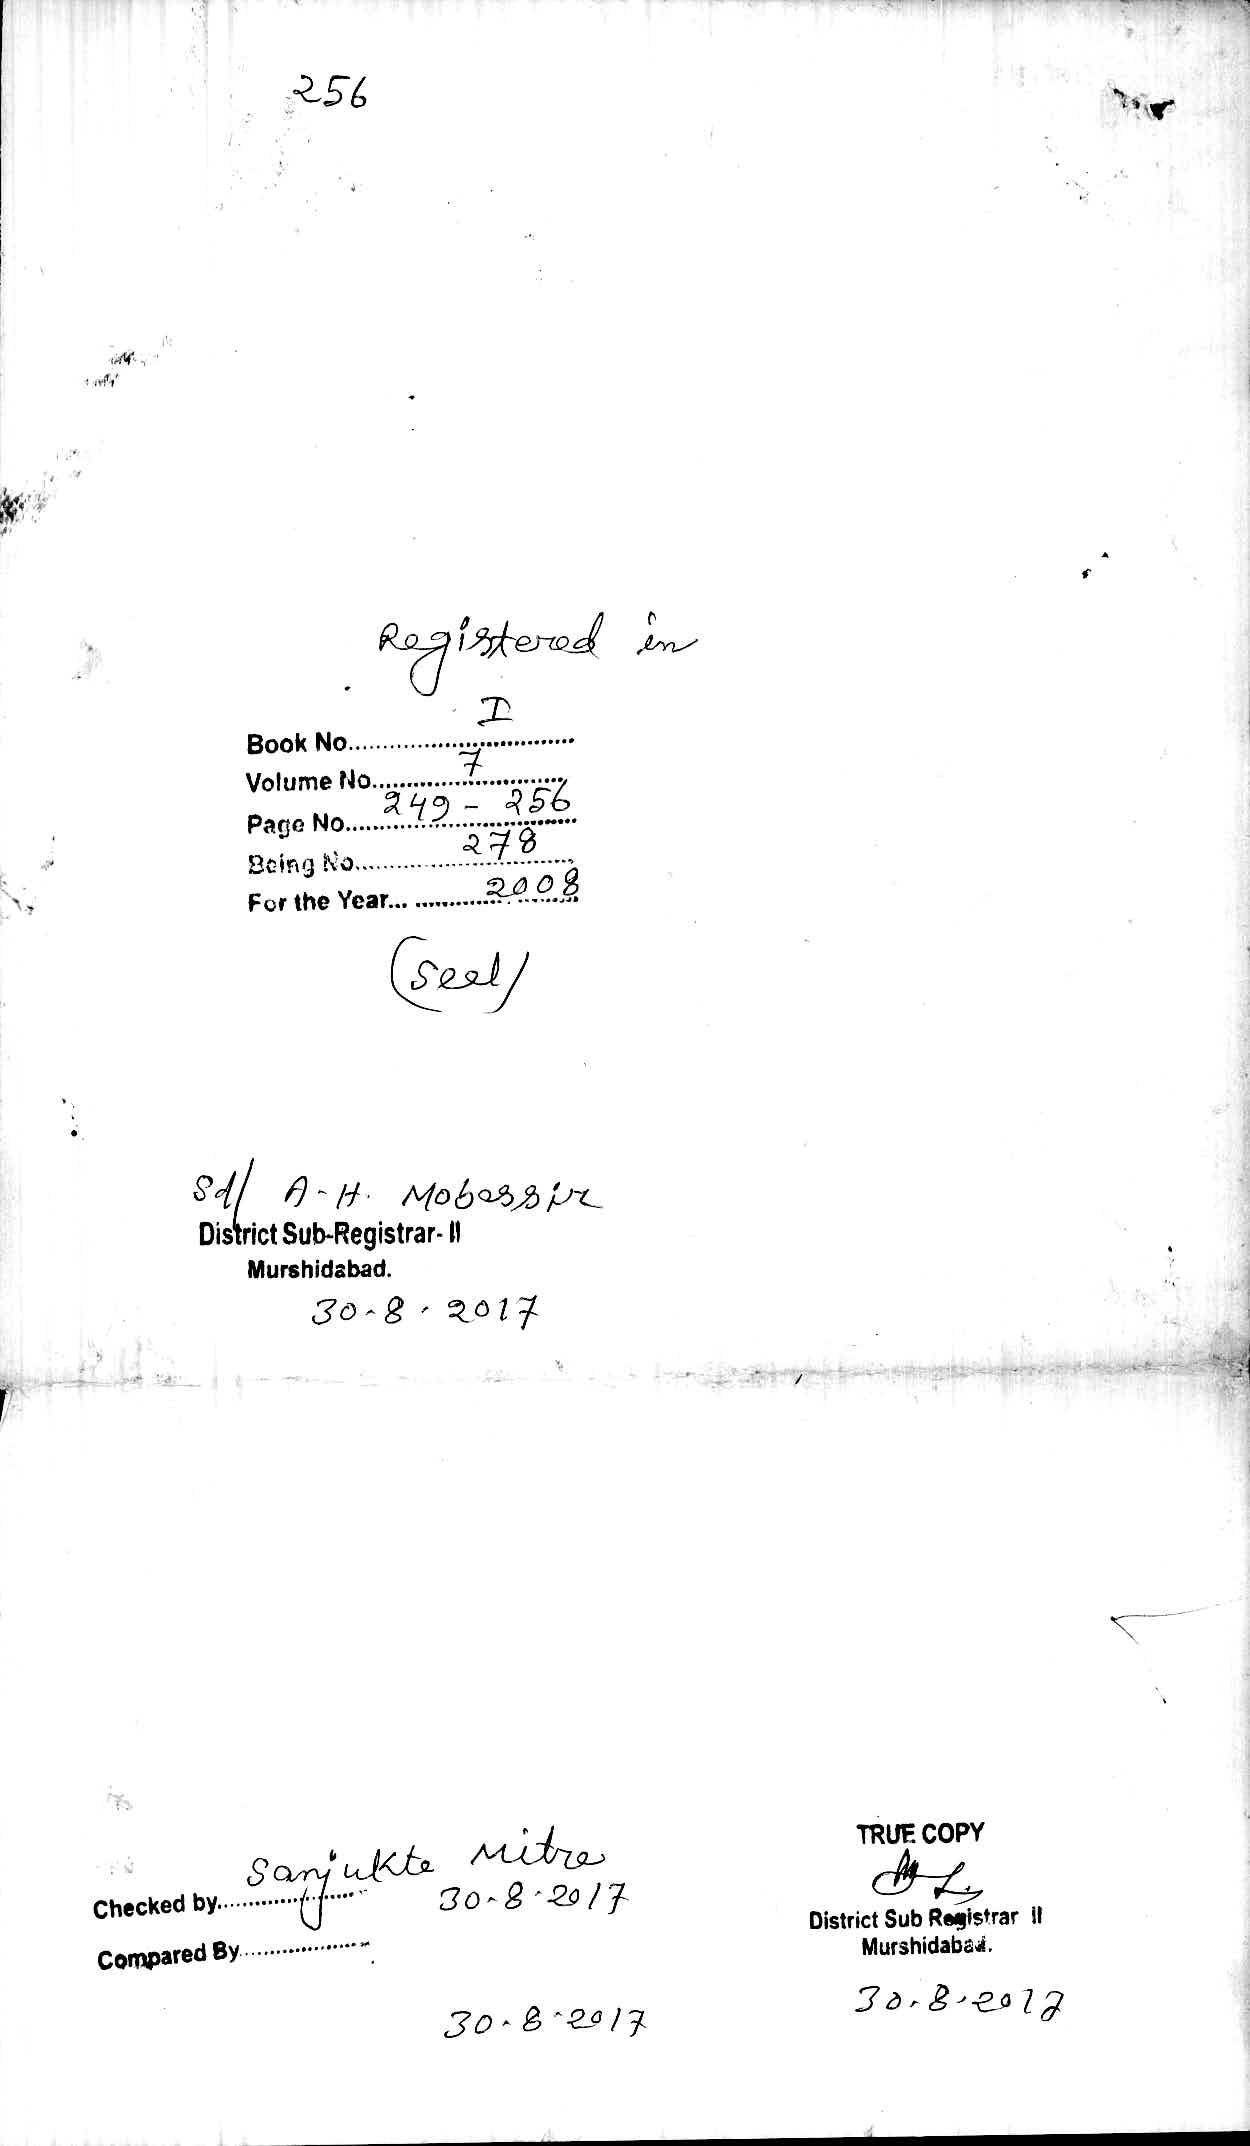 256
Registered in
Book No.......... I
Volume No.......... 7
Page No.......... 249 - 256
Being No.......... 278
For the Year... .......... 2008
(Seal)
Sd/ A-H. Mobassir
District Sub-Registrar- II
Murshidabad.
30-8-2017
TRUE COPY
Sanjukta Mitra
Checked by.......... 30-8-2017
District Sub Registrar II
Murshidabad.
Compared By..........
30.8.2017
30-8-2017